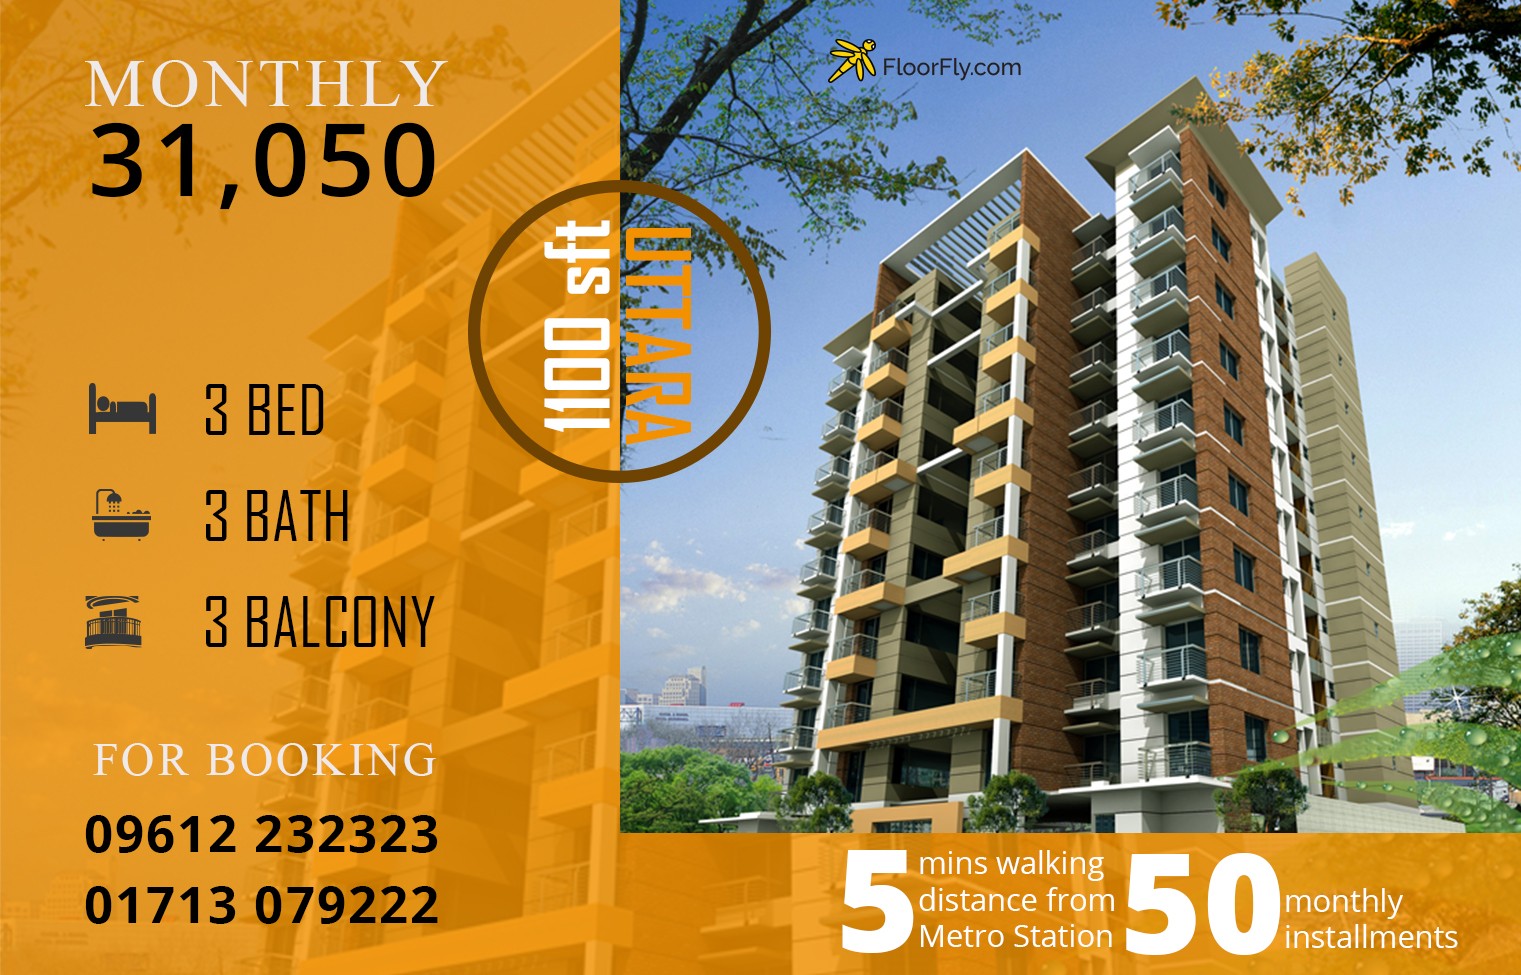 MONTHLY
31,050
FloorFly.com
1100 sft
UTTARA
3 BED
3 BATH
3 BALCONY
FOR BOOKING
09612 232323
01713 079222
5 mins walking
distance from
Metro Station
50 monthly
installments